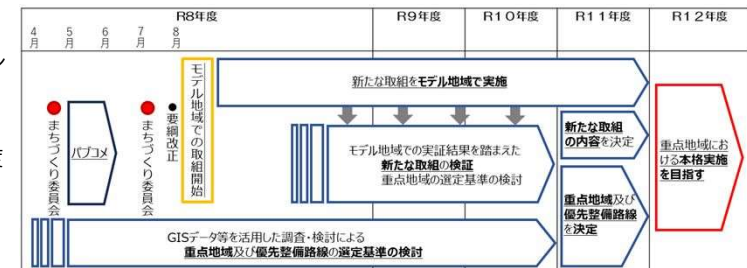 R8年度
R9年度
R10年度
R11年度
R12年度
4月
5月
6月
7月
8月
まちづくり委員会
パブコメ
まちづくり委員会
要綱改正
モデル地域での取組開始
新たな取組をモデル地域で実施
モデル地域での実証結果を踏まえた
新たな取組の検証
重点地域の選定基準の検討
GISデータ等を活用した調査・検討による
重点地域及び優先整備路線の選定基準の検討
新たな取組
の内容を決定
重点地域及び
優先整備路線
を決定
重点地域にお
ける本格実施
を目指す